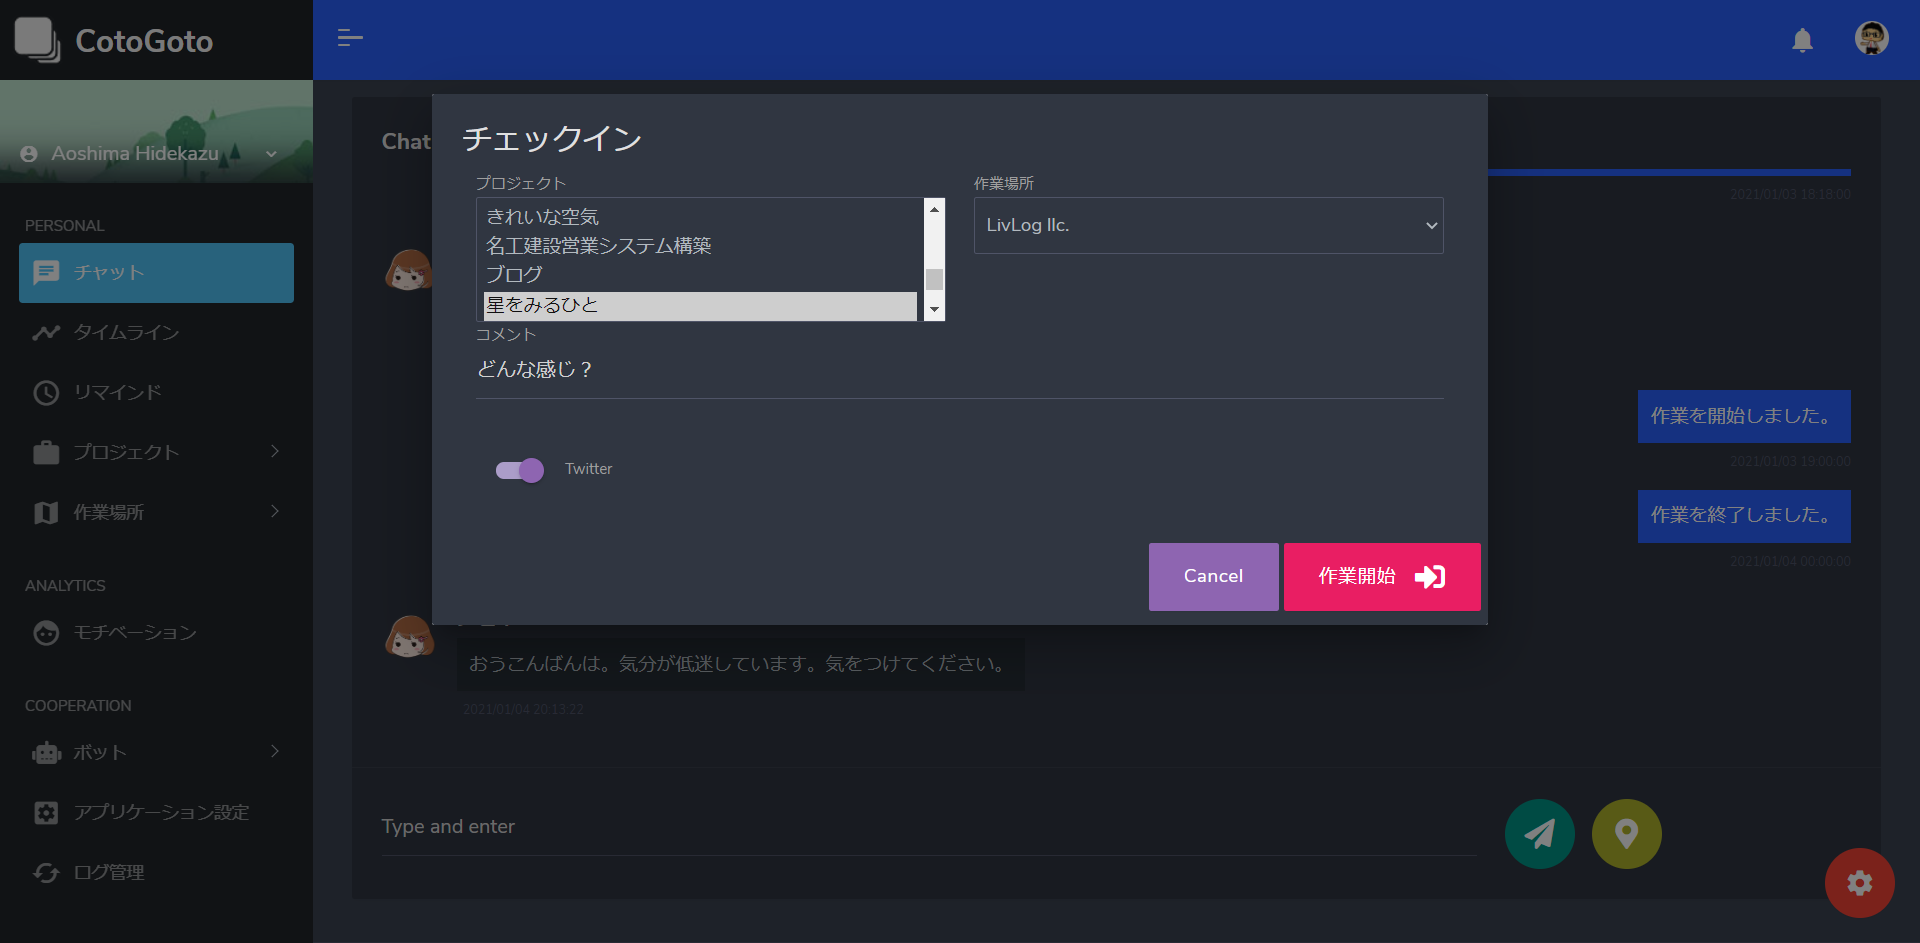 CotoGoto
Aoshima Hidekazu
PERSONAL
チャット
タイムライン
リマインド
プロジェクト
作業場所
ANALYTICS
モチベーション
COOPERATION
ボット
アプリケーション設定
ログ管理
Chat
2021/01/03 18:18:00
チェックイン
プロジェクト
きれいな空気
名工建設営業システム構築
ブログ
星をみるひと
作業場所
LivLog llc.
コメント
どんな感じ？
Twitter
Cancel
作業開始
作業を開始しました。
2021/01/03 19:00:00
作業を終了しました。
2021/01/04 00:00:00
おうこんばんは。気分が低迷しています。気をつけてください。
2021/01/04 20:13:22
Type and enter